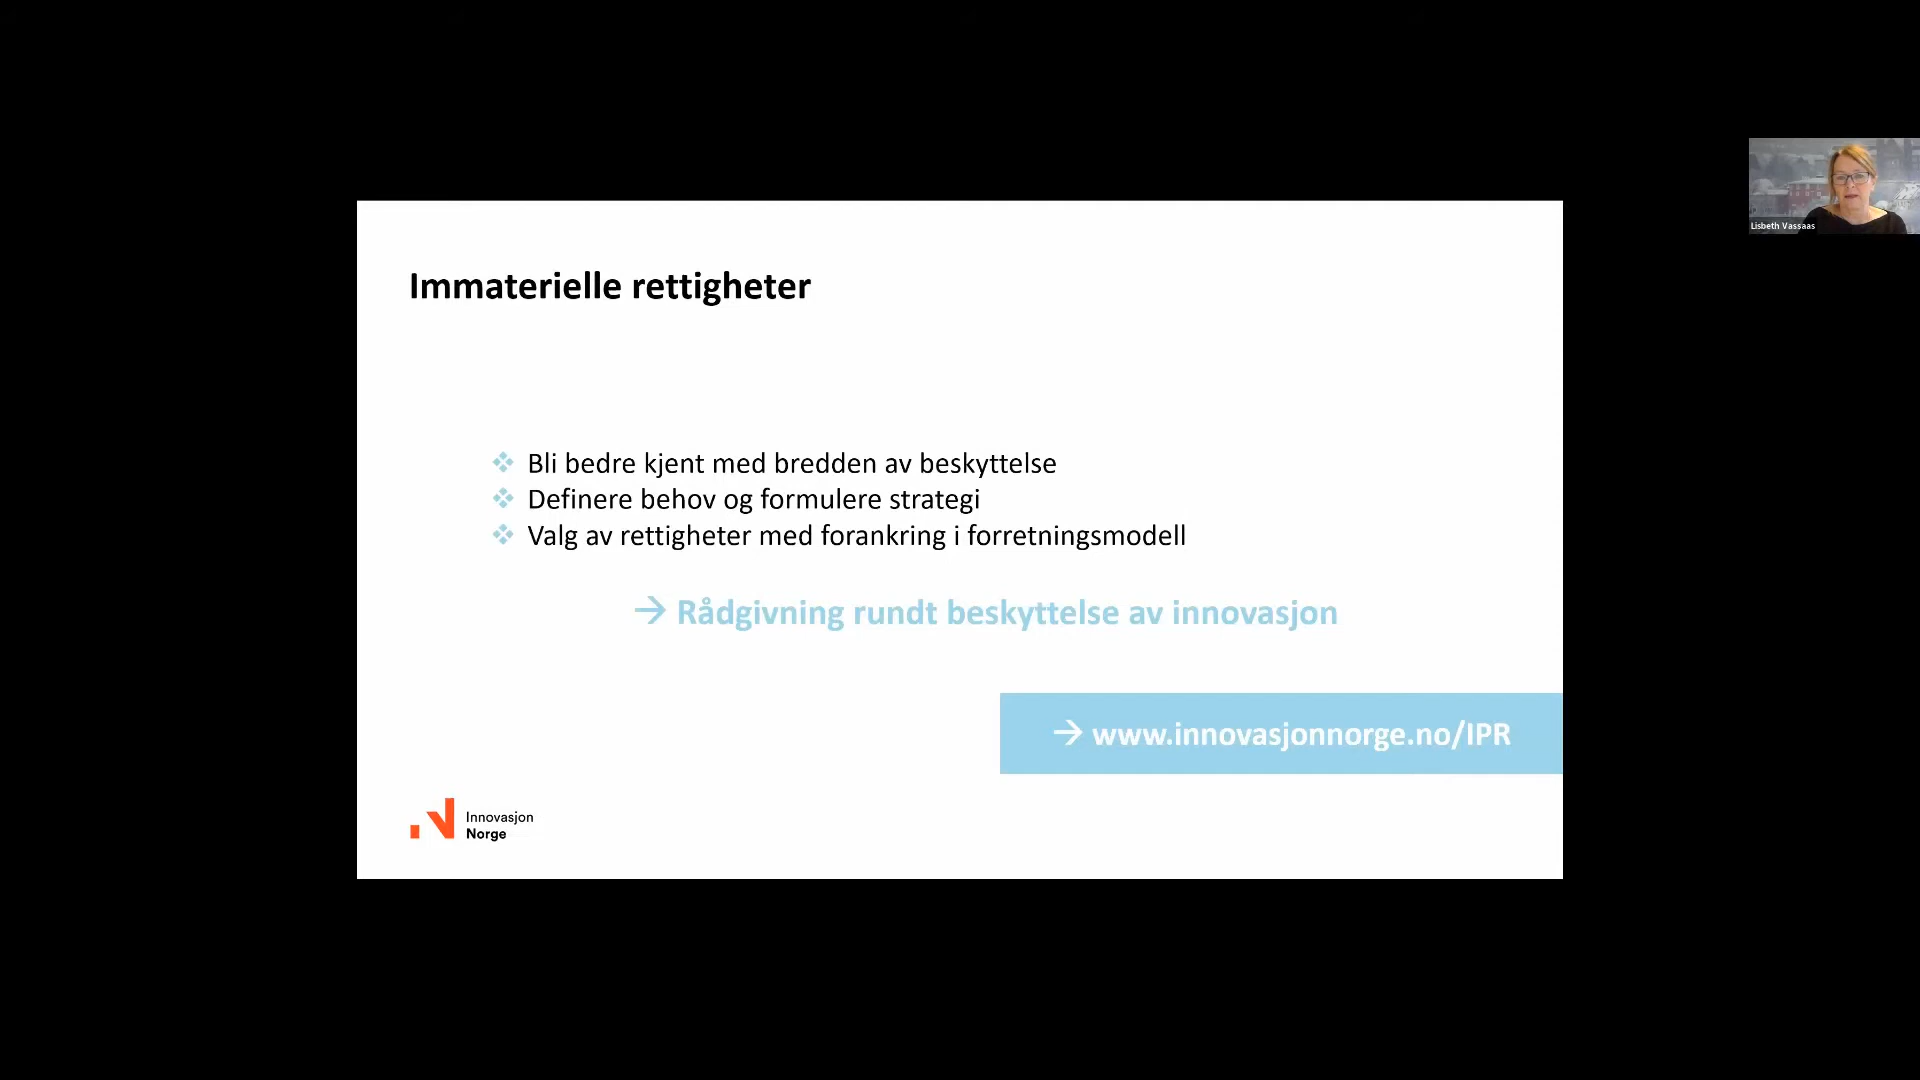 Immaterielle rettigheter
Bli bedre kjent med bredden av beskyttelse
Definere behov og formulere strategi
Valg av rettigheter med forankring i forretningsmodell
→ Rådgivning rundt beskyttelse av innovasjon
→ www.innovasjonnorge.no/IPR
Innovasjon
Norge
Lisbeth Vassaas